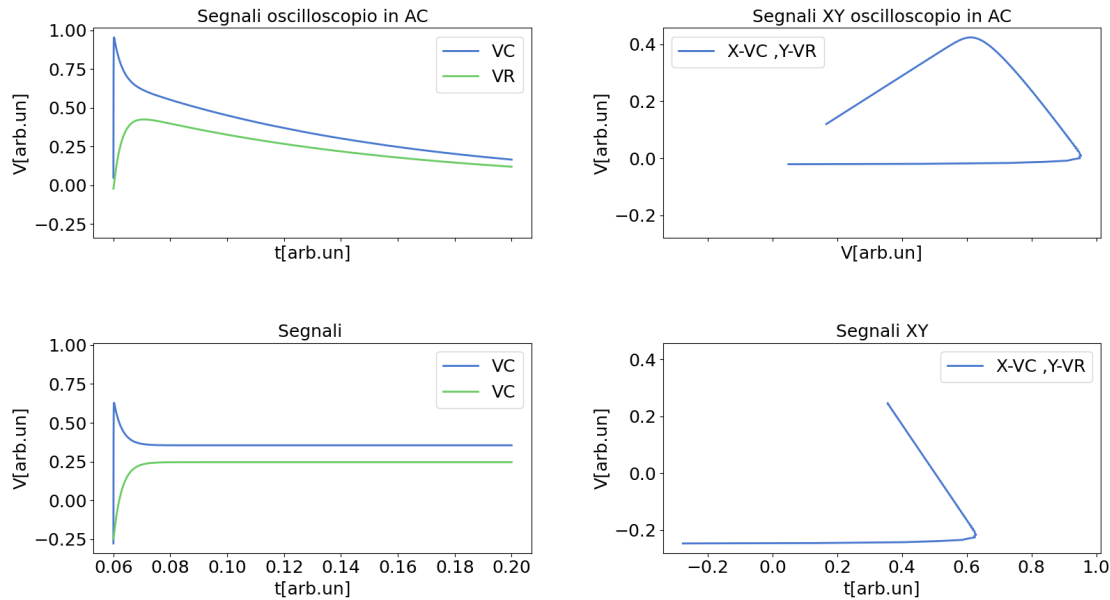 Segnali oscilloscopio in AC
1.00
0.75
0.50
0.25
0.00
−0.25
V[arb.un]
VC
VR
t[arb.un]
Segnali XY oscilloscopio in AC
0.4
0.2
0.0
−0.2
V[arb.un]
X-VC ,Y-VR
V[arb.un]
Segnali
1.00
0.75
0.50
0.25
0.00
−0.25
V[arb.un]
VC
VC
0.06 0.08 0.10 0.12 0.14 0.16 0.18 0.20
t[arb.un]
Segnali XY
0.4
0.2
0.0
−0.2
V[arb.un]
X-VC ,Y-VR
−0.2 0.0 0.2 0.4 0.6 0.8 1.0
t[arb.un]